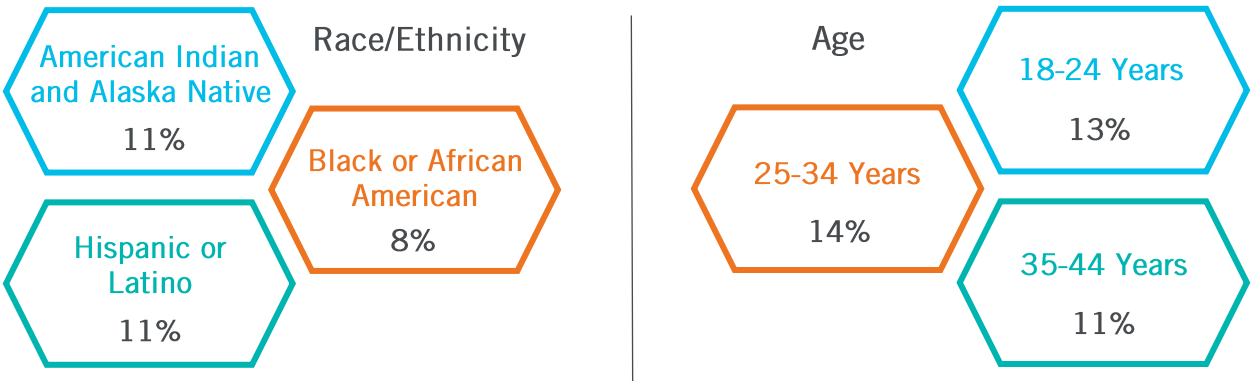 Race/Ethnicity
American Indian
and Alaska Native
11%
Black or African
American
8%
Hispanic or
Latino
11%
Age
18-24 Years
13%
25-34 Years
14%
35-44 Years
11%